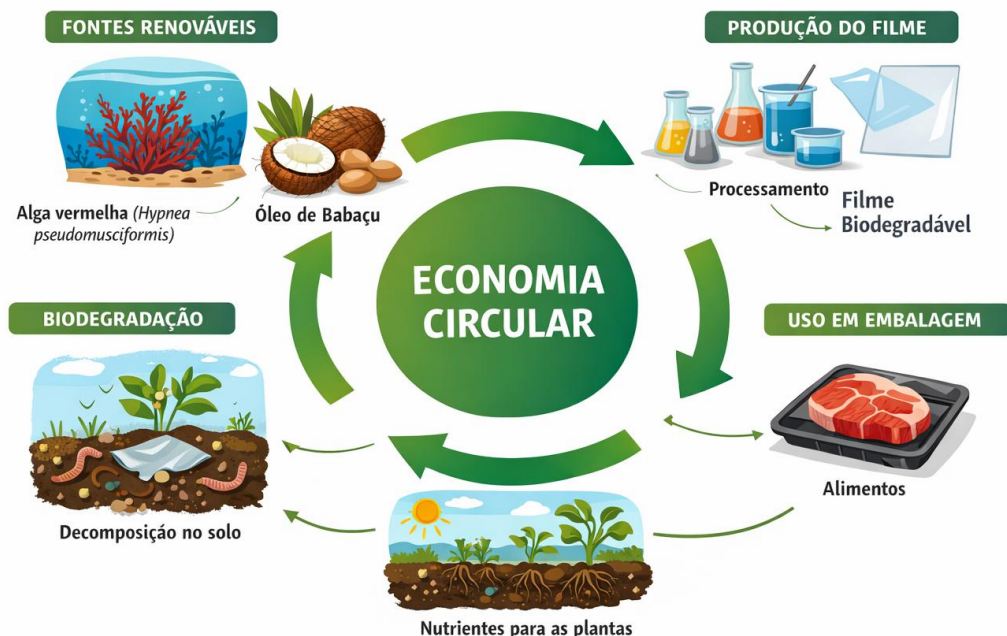 FONTES RENOVÁVEIS
PRODUÇÃO DO FILME
Alga vermelha (Hypnea
pseudomusciformis)
Óleo de Babaçu
Processamento
Filme
Biodegradável
ECONOMIA
CIRCULAR
BIODEGRADAÇÃO
USO EM EMBALAGEM
Decomposição no solo
Alimentos
Nutrientes para as plantas